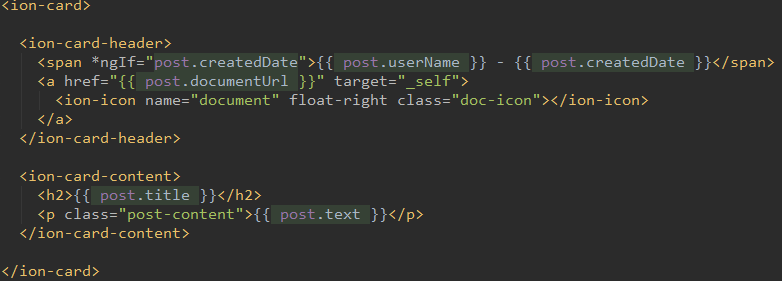 <ion-card>
<ion-card-header>
<span *ngIf="post.createdDate">{{ post.userName }} - {{ post.createdDate }}</span>
<a href="{{ post.documentUrl }}" target="_self">
<ion-icon name="document" float-right class="doc-icon"></ion-icon>
</a>
</ion-card-header>
<ion-card-content>
<h2>{{ post.title }}</h2>
<p class="post-content">{{ post.text }}</p>
</ion-card-content>
</ion-card>